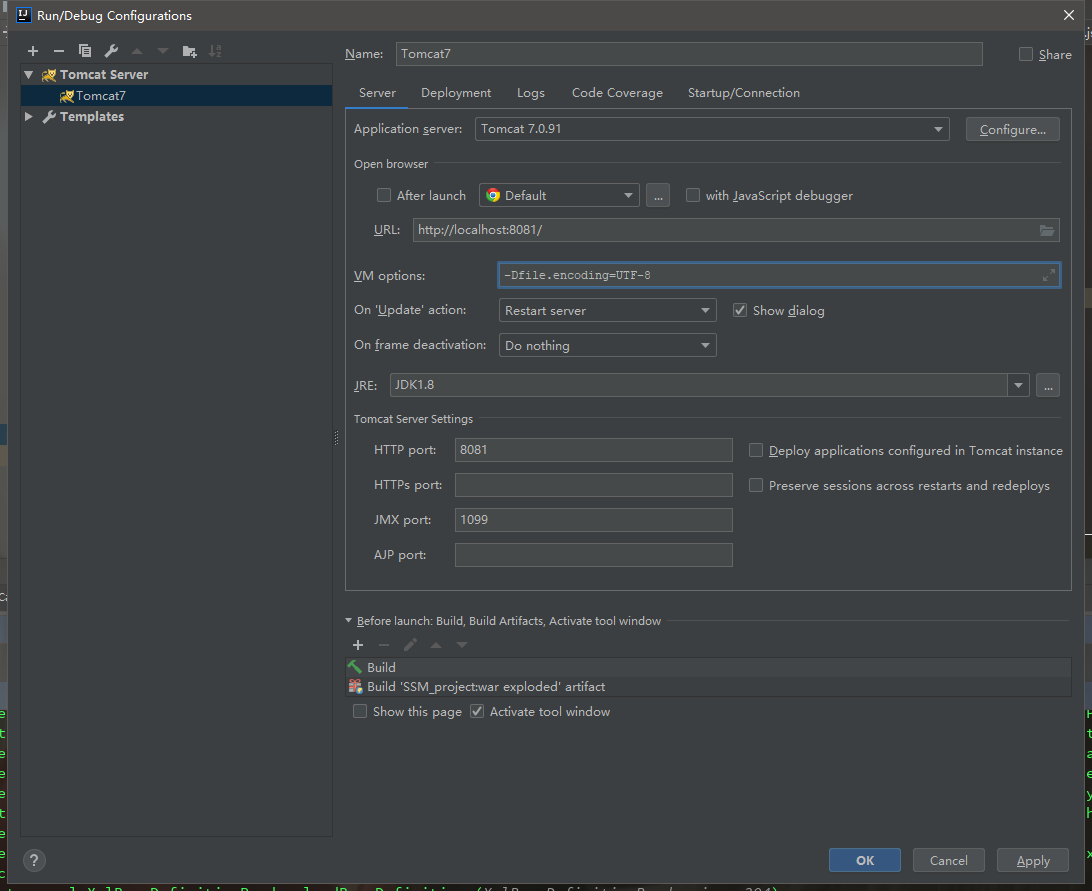 Run/Debug Configurations
Name: Tomcat7
Share
Tomcat Server
Tomcat7
Templates
Server Deployment Logs Code Coverage Startup/Connection
Application server: Tomcat 7.0.91 Configure...
Open browser
After launch Default ... with JavaScript debugger
URL: http://localhost:8081/
VM options: -Dfile.encoding=UTF-8
On 'Update' action: Restart server Show dialog
On frame deactivation: Do nothing
JRE: JDK1.8 ...
Tomcat Server Settings
HTTP port: 8081 Deploy applications configured in Tomcat instance
HTTPs port: Preserve sessions across restarts and redeploys
JMX port: 1099
AJP port:
Before launch: Build, Build Artifacts, Activate tool window
Build
Build 'SSM_project:war exploded' artifact
Show this page Activate tool window
? OK Cancel Apply